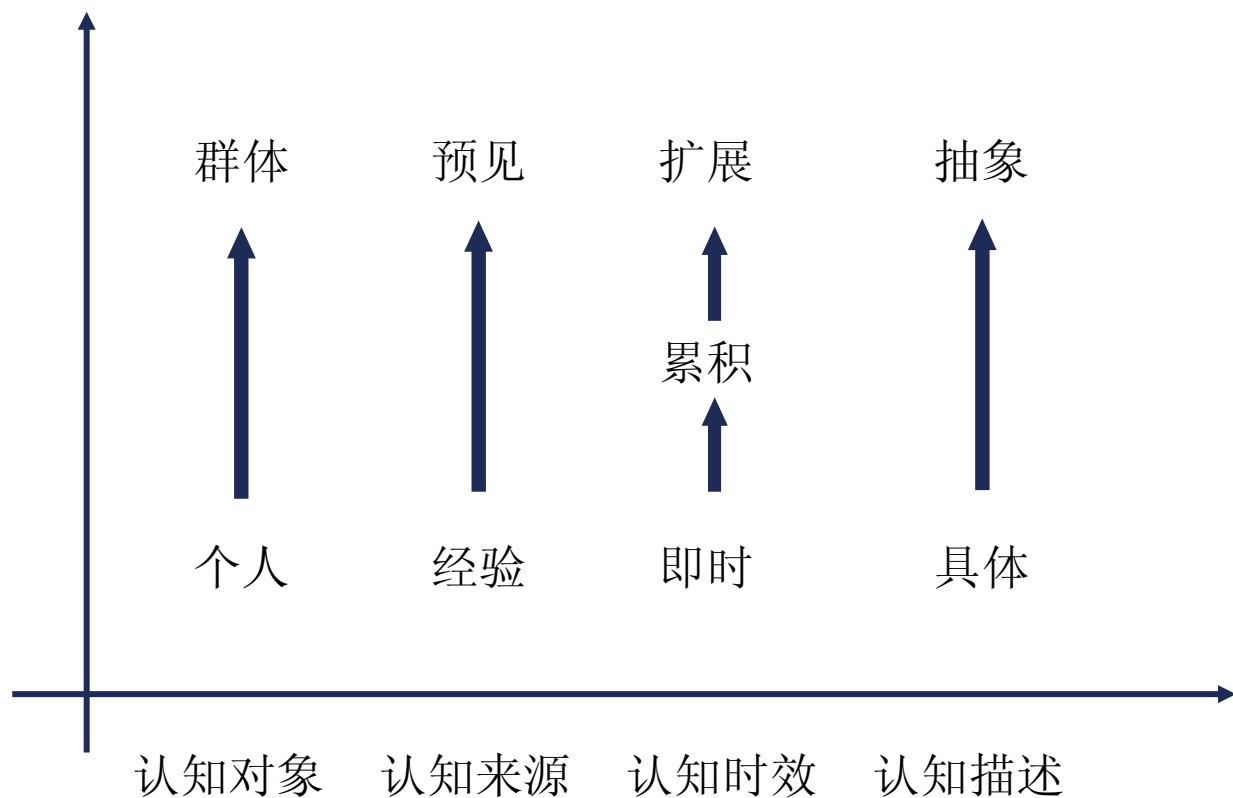 群体 预见 扩展 抽象
累积
个人 经验 即时 具体
认知对象 认知来源 认知时效 认知描述